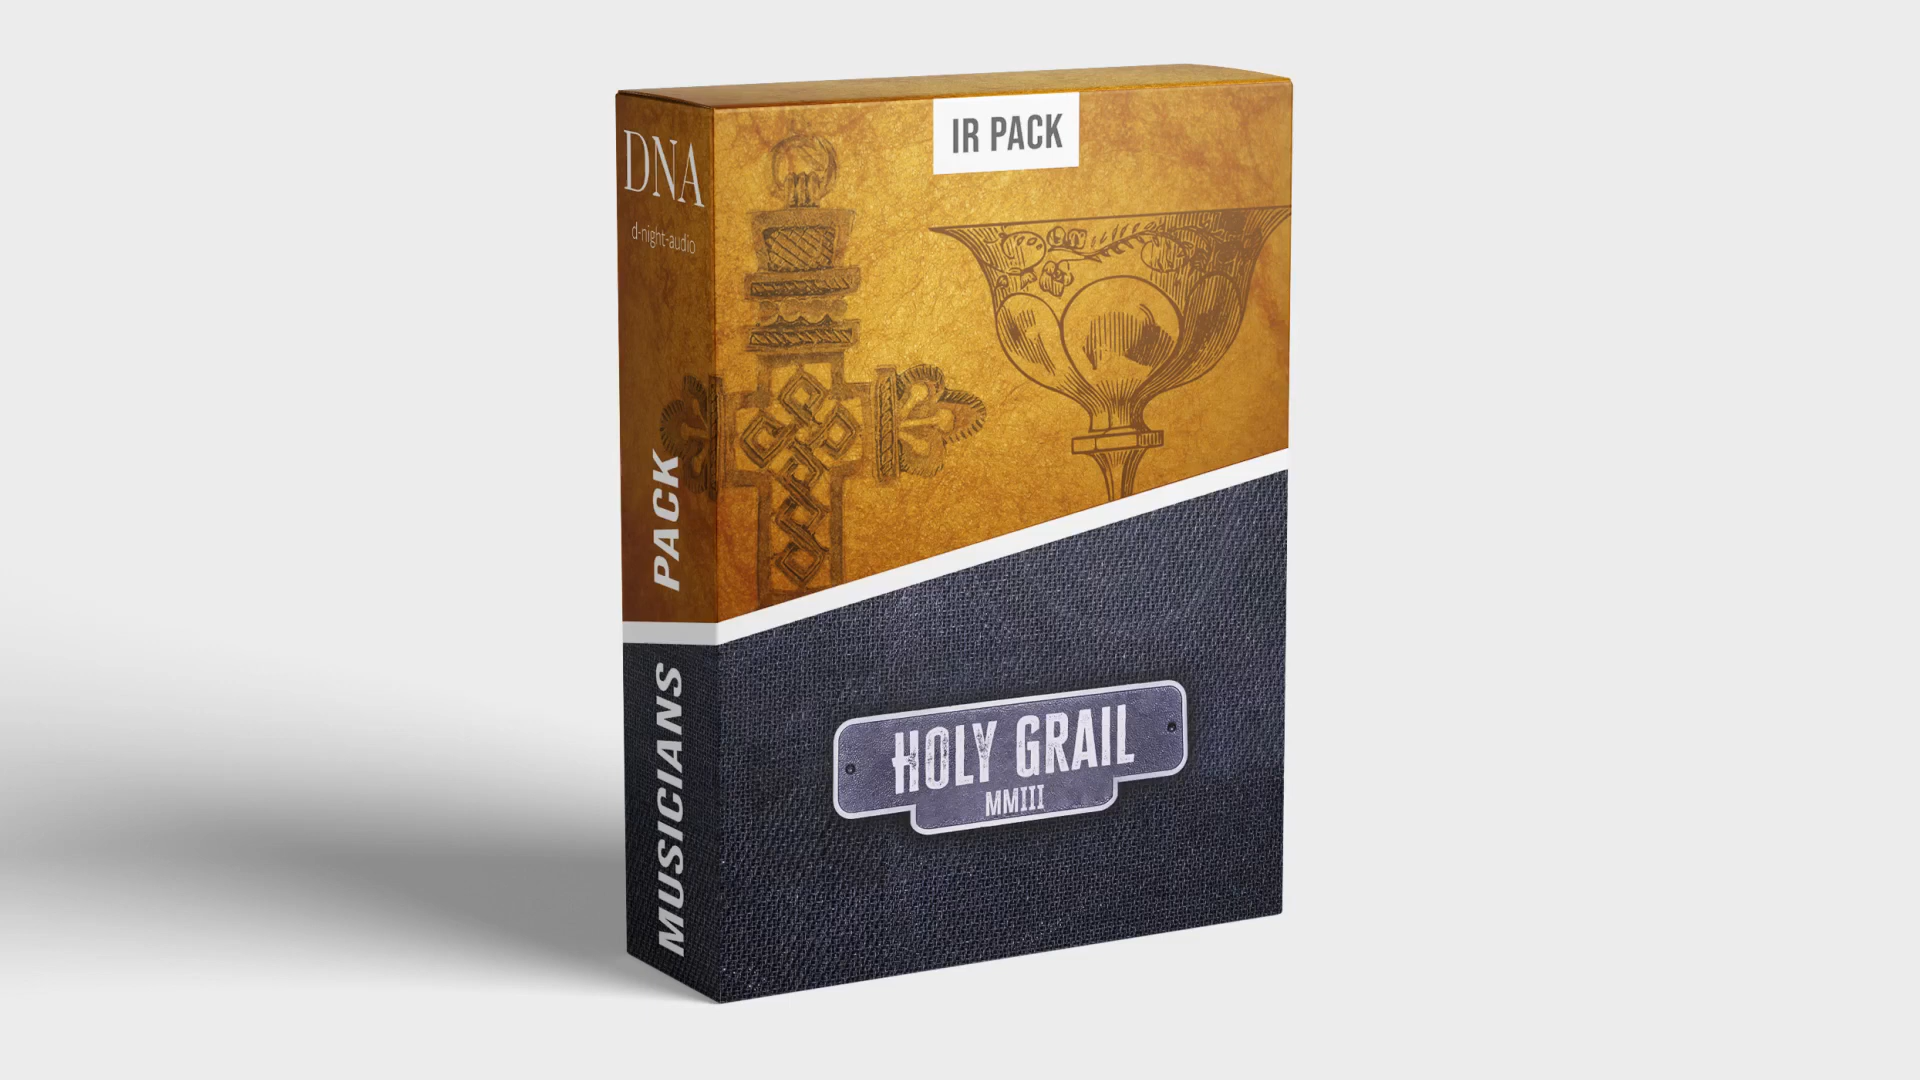 DNA
d-night-audio
MUSICIANS PACK
IR PACK
HOLY GRAIL
MMIII